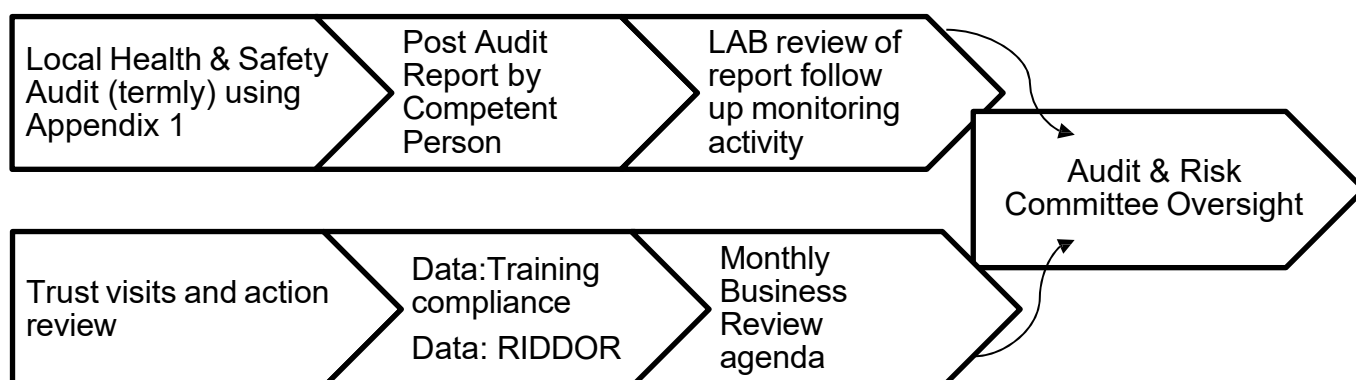 Local Health & Safety
Audit (termly) using
Appendix 1
Post Audit
Report by
Competent
Person
LAB review of
report follow
up monitoring
activity
Audit & Risk
Committee Oversight
Trust visits and action
review
Data:Training
compliance
Data: RIDDOR
Monthly
Business
Review
agenda